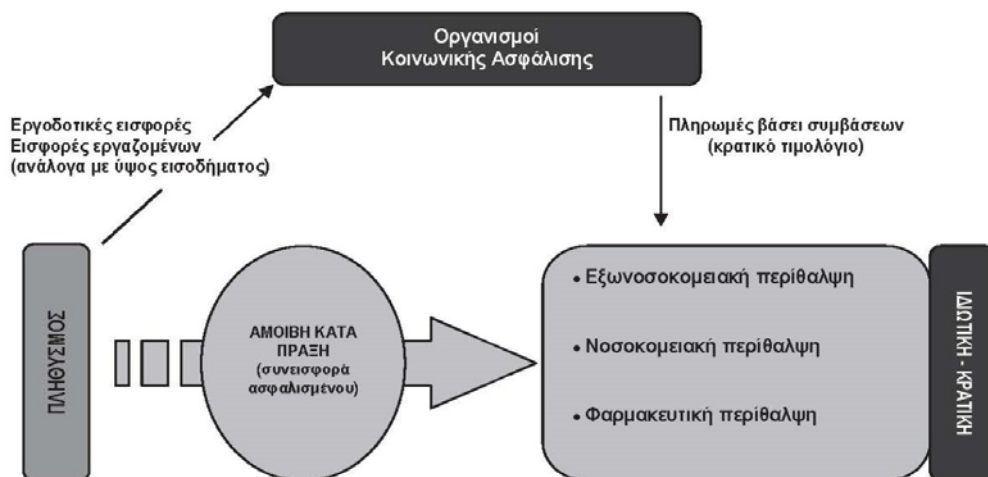 Οργανισμοί
Κοινωνικής Ασφάλισης
Εργοδοτικές εισφορές
Εισφορές εργαζομένων
(ανάλογα με ύψος εισοδήματος)
Πληρωμές βάσει συμβάσεων
(κρατικό τιμολόγιο)
ΠΛΗΘΥΣΜΟΣ
ΑΜΟΙΒΗ ΚΑΤΑ
ΠΡΑΞΗ
(συνεισφορά
ασφαλισμένου)
• Εξωνοσοκομειακή περίθαλψη
• Νοσοκομειακή περίθαλψη
• Φαρμακευτική περίθαλψη
ΙΔΙΩΤΙΚΗ - ΚΡΑΤΙΚΗ